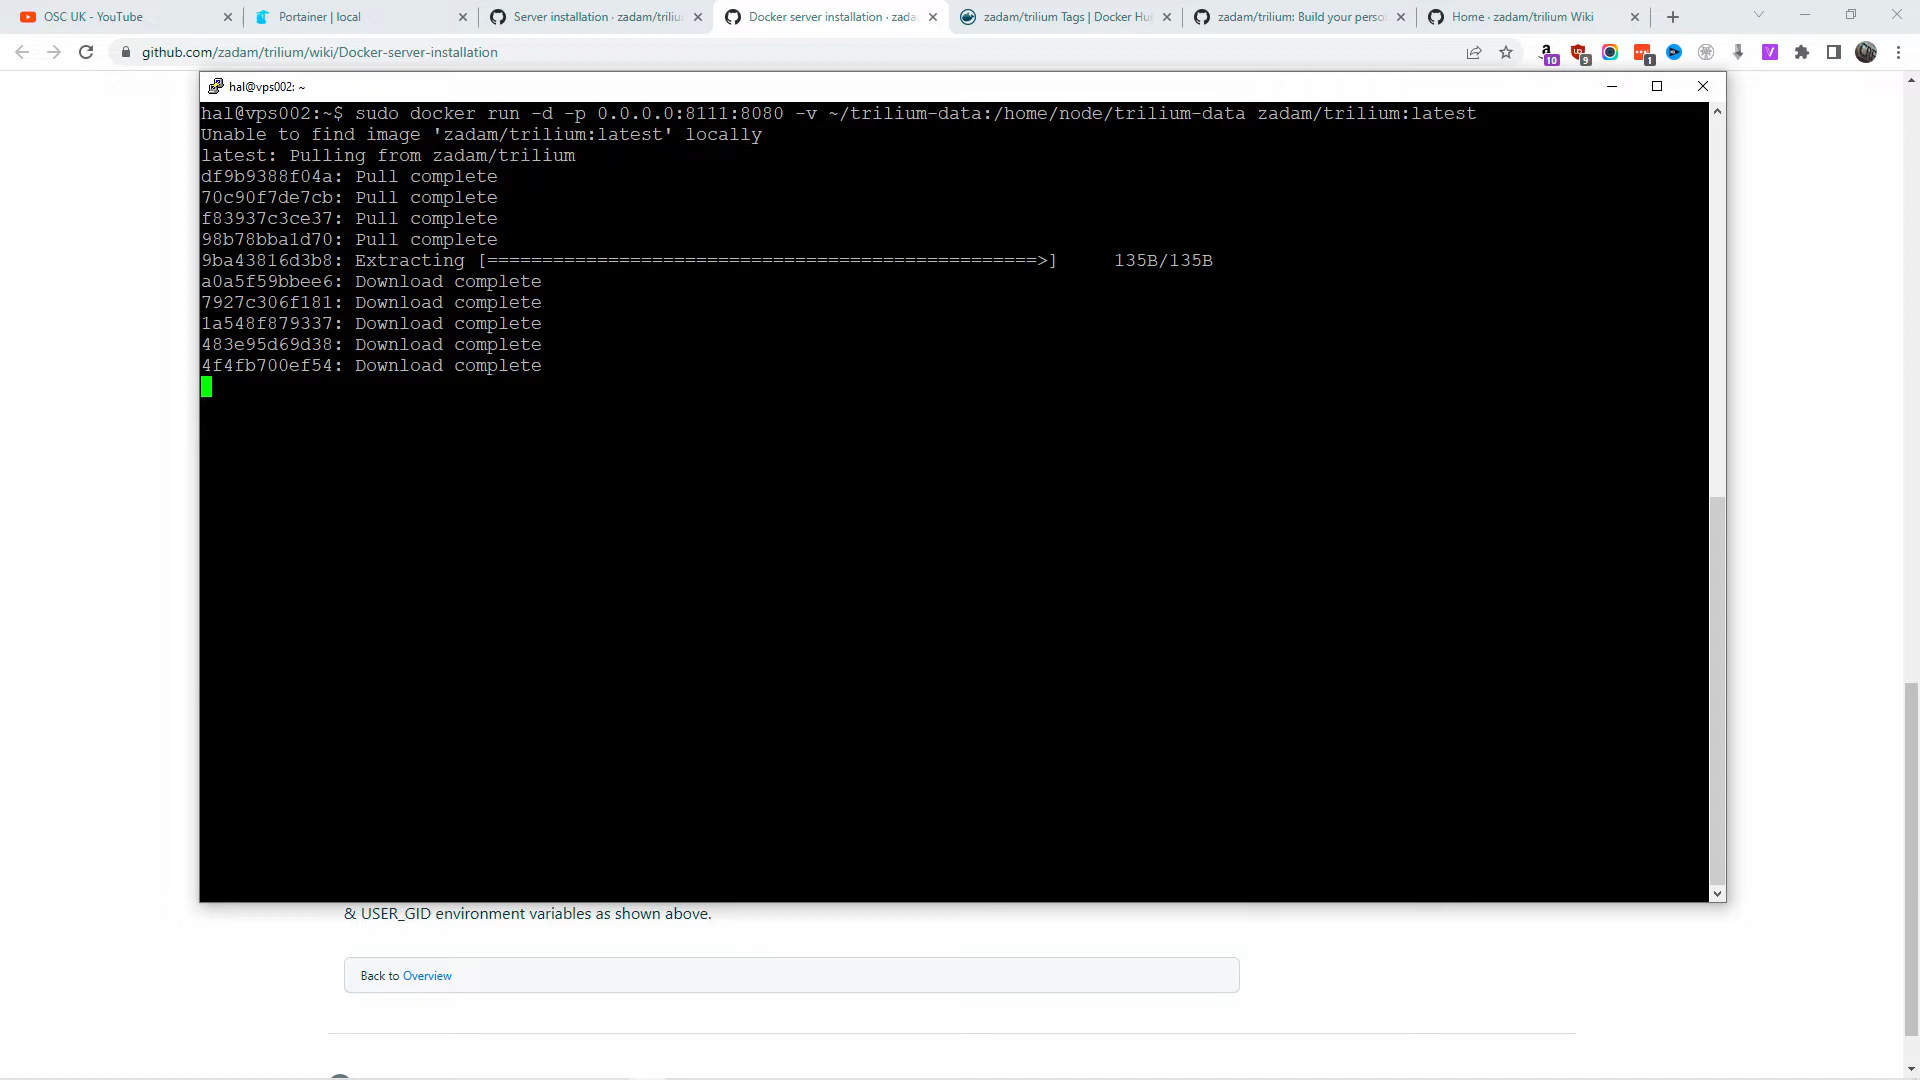 OSC UK - YouTube
Portainer | local
Server installation · zadam/trili
Docker server installation · zada
zadam/trilium Tags | Docker Hu
zadam/trilium: Build your perso
Home · zadam/trilium Wiki
github.com/zadam/trilium/wiki/Docker-server-installation
10
9
1
hal@vps002: ~
hal@vps002:~$ sudo docker run -d -p 0.0.0.0:8111:8080 -v ~/trilium-data:/home/node/trilium-data zadam/trilium:latest
Unable to find image 'zadam/trilium:latest' locally
latest: Pulling from zadam/trilium
df9b9388f04a: Pull complete
70c90f7de7cb: Pull complete
f83937c3ce37: Pull complete
98b78bba1d70: Pull complete
9ba43816d3b8: Extracting [==================================================>] 135B/135B
a0a5f59bbee6: Download complete
7927c306f181: Download complete
1a548f879337: Download complete
483e95d69d38: Download complete
4f4fb700ef54: Download complete
& USER_GID environment variables as shown above.
Back to Overview